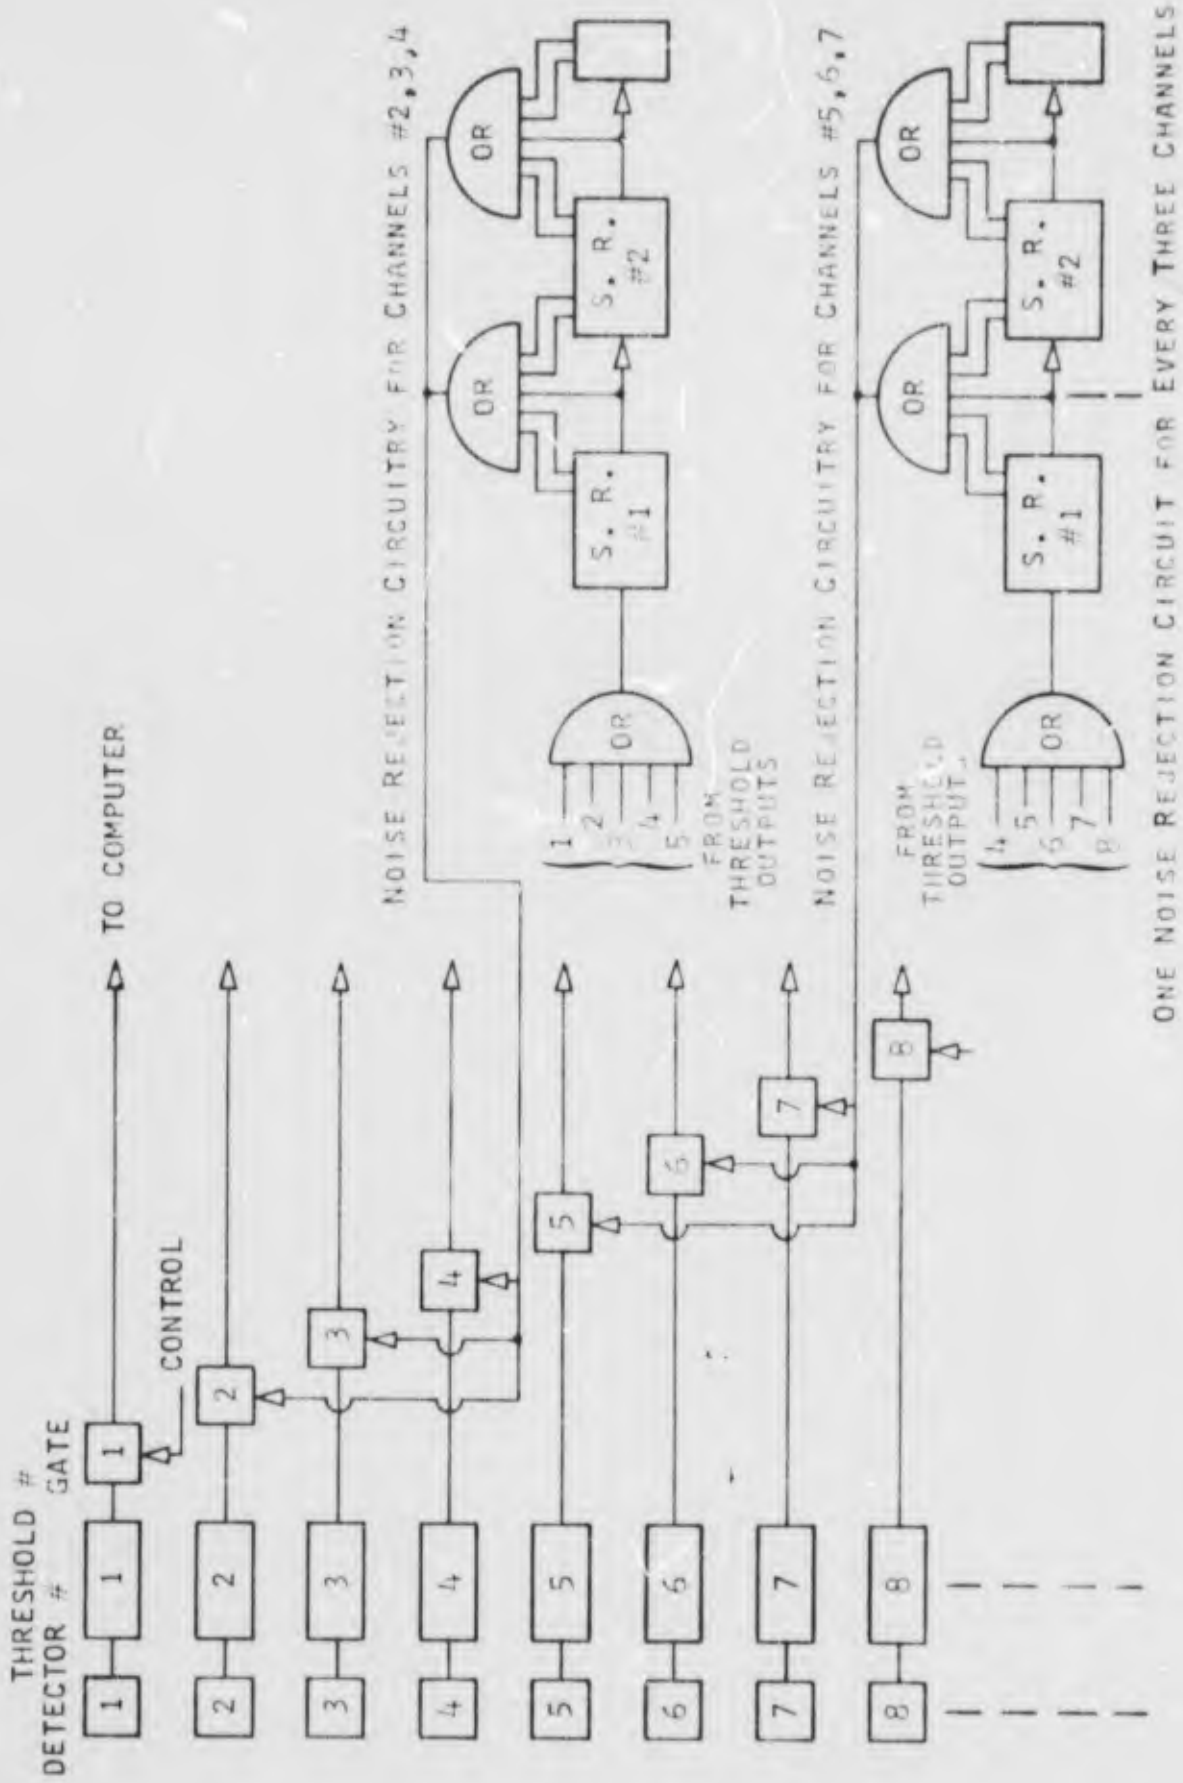 THRESHOLD #
DETECTOR #
GATE
1
1
1
TO COMPUTER
CONTROL
2
2
2
3
3
3
4
4
4
5
5
5
6
6
6
7
7
7
8
8
8
NOISE REJECTION CIRCUITRY FOR CHANNELS #2,3,4
OR
OR
S. R.
#1
S. R.
#2
1
2
3
4
5
OR
FROM
THRESHOLD
OUTPUTS
NOISE REJECTION CIRCUITRY FOR CHANNELS #5,6,7
OR
OR
S. R.
#1
S. R.
#2
FROM
THRESHOLD
OUTPUTS
4
5
6
7
8
OR
ONE NOISE REJECTION CIRCUIT FOR EVERY THREE CHANNELS